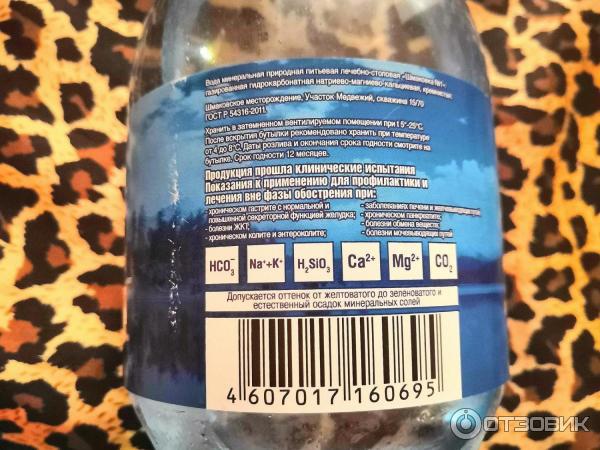 Вода минеральная природная питьевая лечебно-столовая «Шмаковка №1»
газированная гидрокарбонатная натриево-магниево-кальциевая, кремнистая.
Шмаковское месторождение, Участок Медвежий, скважина 15/70
ГОСТ Р 54316-2011.
Хранить в затемненном вентилируемом помещении при t 5°-25°С.
После вскрытия бутылки рекомендовано хранить при температуре
от 4 до 8°С. Даты розлива и окончания срока годности смотрите на
бутылке. Срок годности 12 месяцев.
Продукция прошла клинические испытания
Показания к применению для профилактики и
лечения вне фазы обострения при:
- хроническом гастрите с нормальной и
повышенной секреторной функцией желудка;
- болезни ЖКТ;
- хроническом колите и энтероколите;
- заболеваниях печени и желчевыводящих путей;
- хроническом панкреатите;
- болезни обмена веществ;
- болезни мочевыводящих путей
HCO₃⁻ Na⁺+K⁺ H₂SiO₃ Ca²⁺ Mg²⁺ CO₂
Допускается оттенок от желтоватого до зеленоватого и
естественный осадок минеральных солей
4 607017 160695
ОТЗОВИК